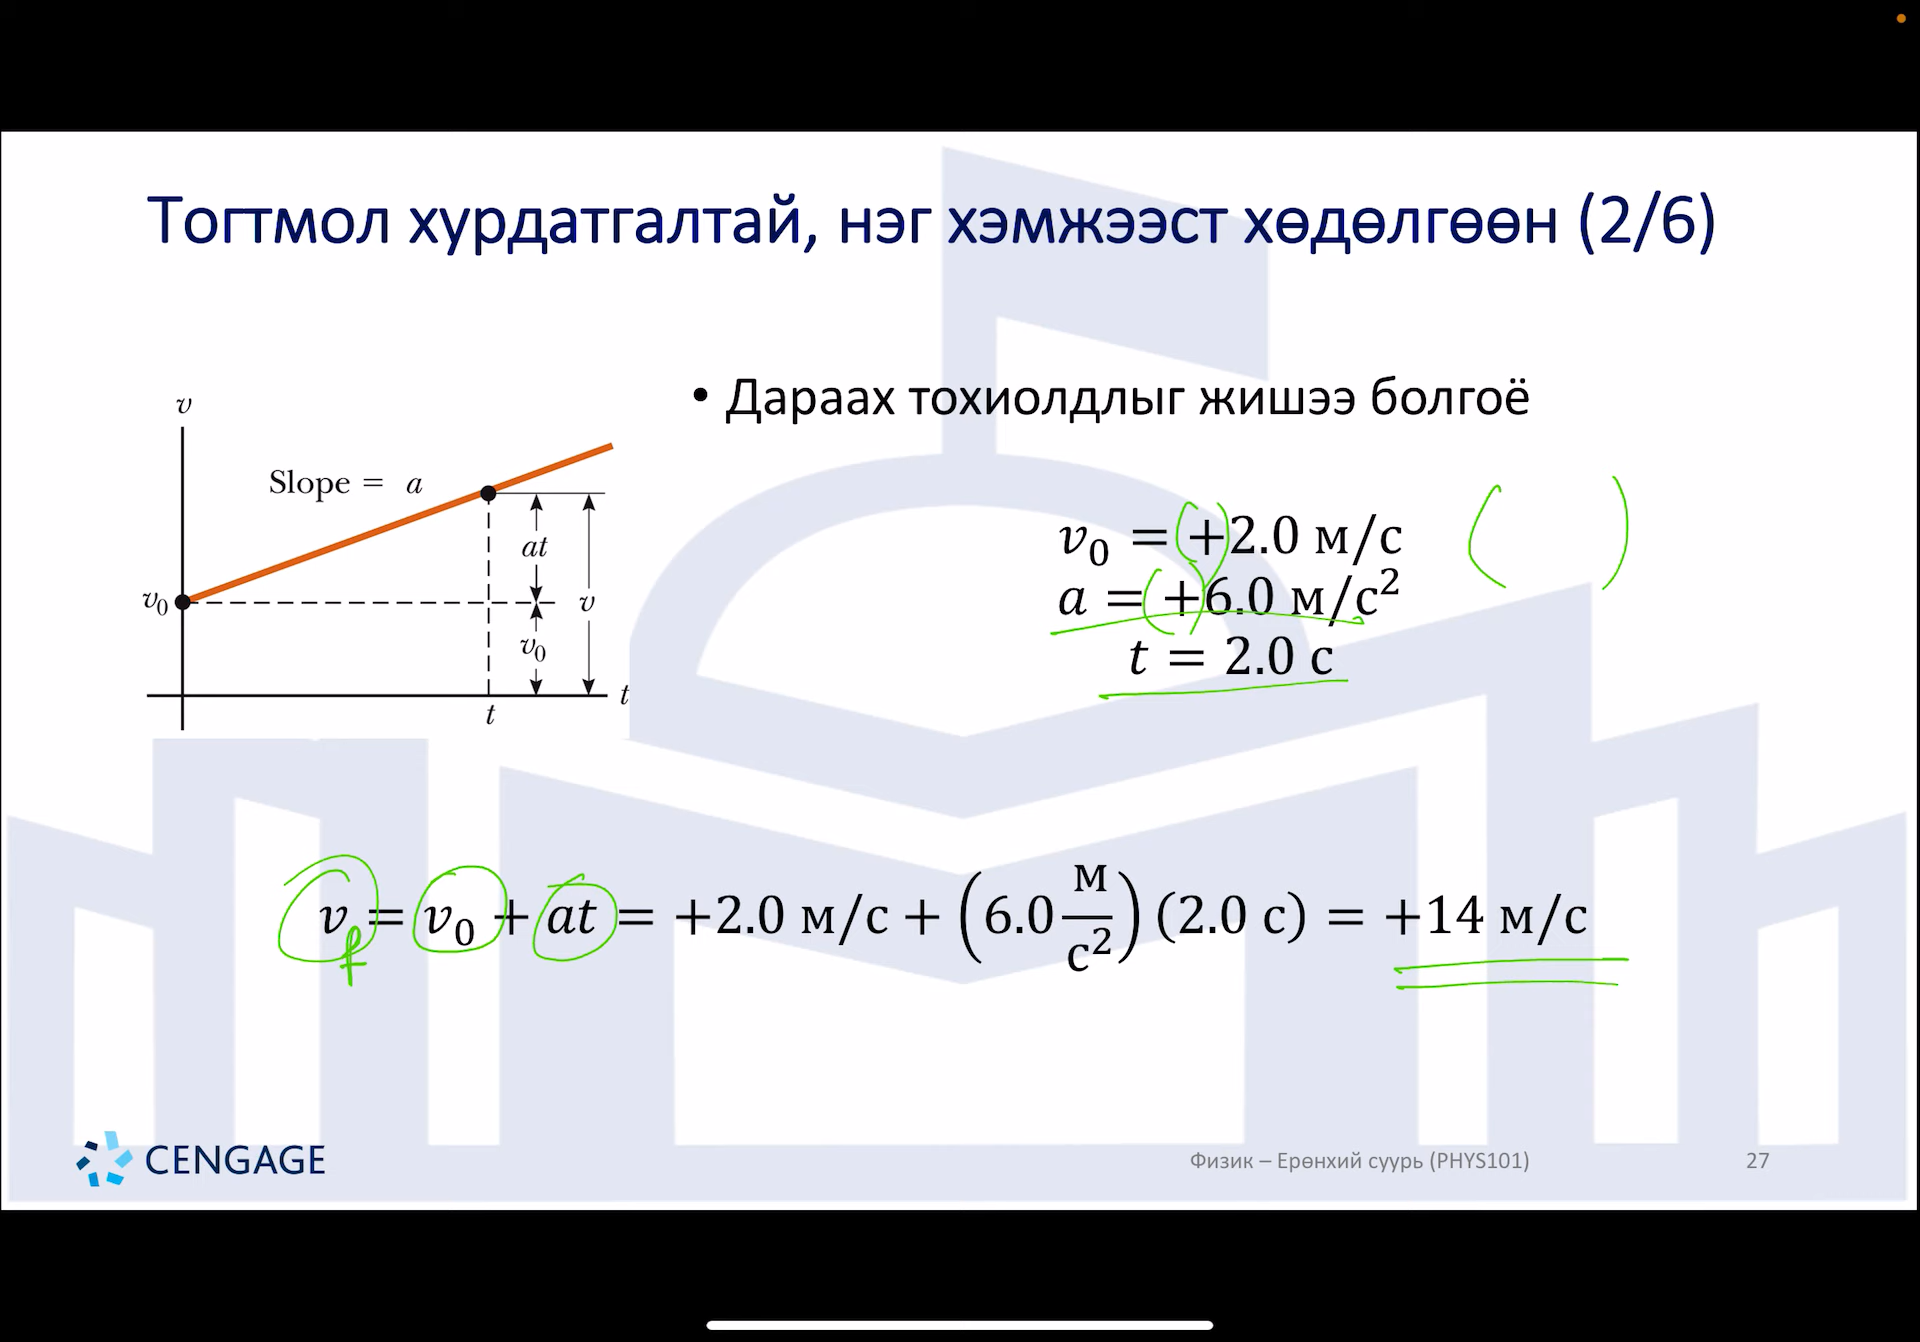 Тогтмол хурдатгалтай, нэг хэмжээст хөдөлгөөн (2/6)
• Дараах тохиолдлыг жишээ болгоё
v
Slope = a
at
v₀
v
v₀
t
t
v₀ = +2.0 м/с
a = +6.0 м/с²
t = 2.0 с
( )
v_f = v₀ + at = +2.0 м/с + (6.0 м/с²) (2.0 с) = +14 м/с
CENGAGE
Физик – Ерөнхий суурь (PHYS101)
27